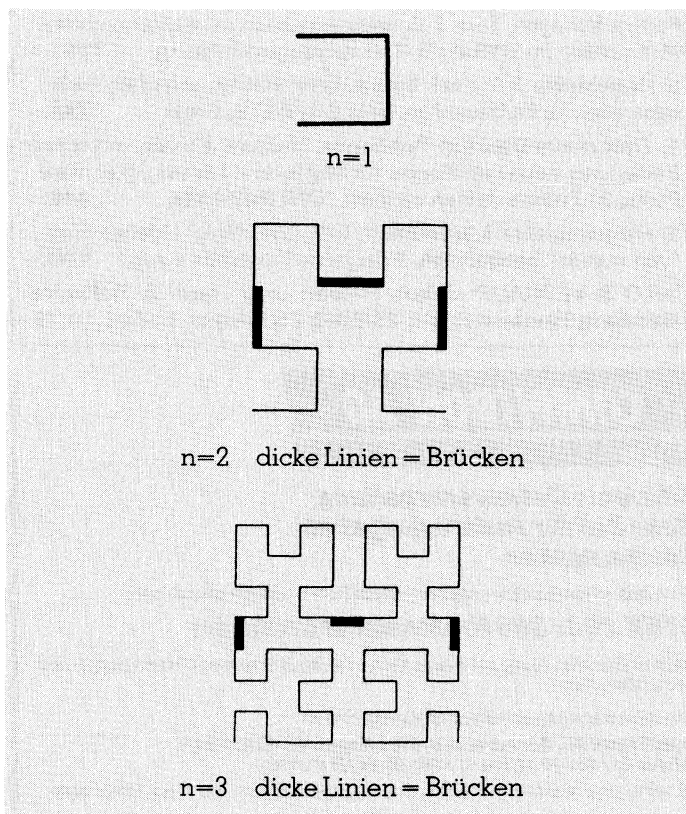 n=1
n=2 dicke Linien = Brücken
n=3 dicke Linien = Brücken